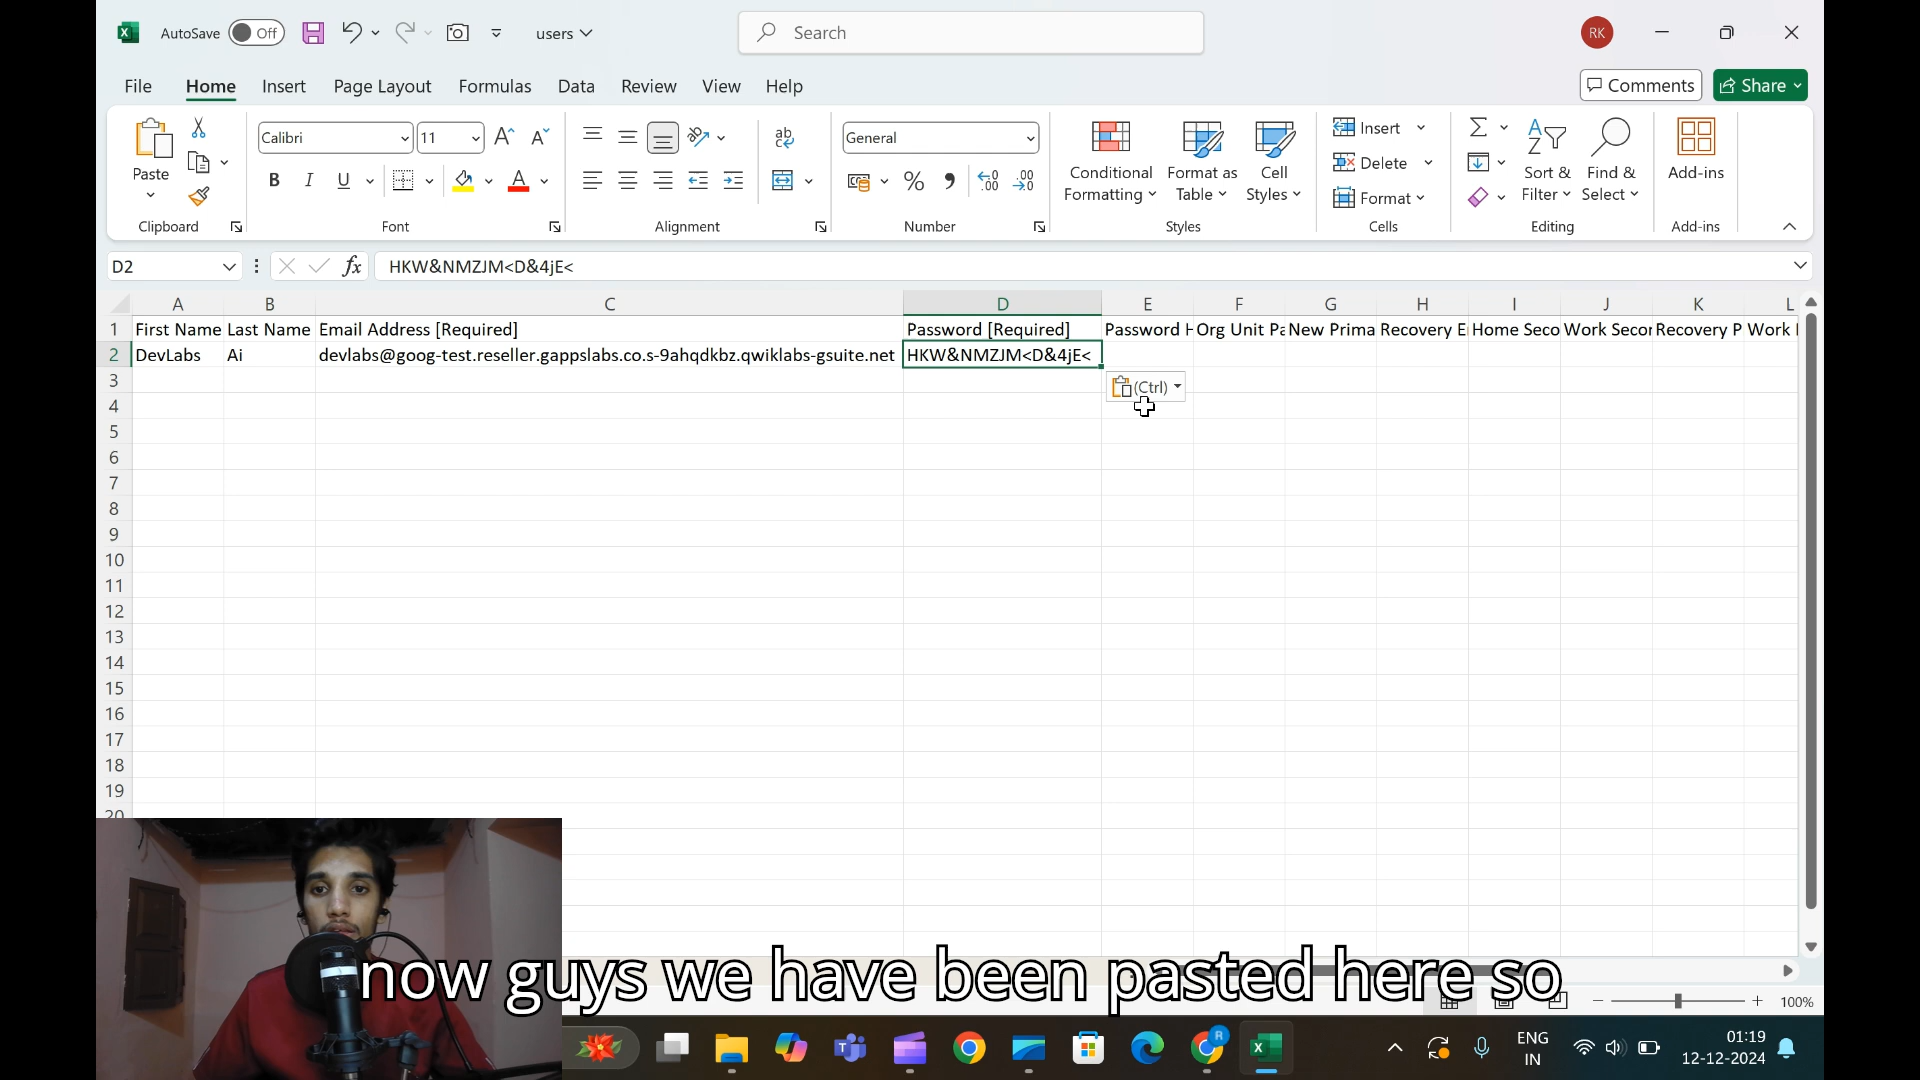 AutoSave Off users Search RK
File Home Insert Page Layout Formulas Data Review View Help Comments Share
Paste Calibri 11 General Conditional Formatting Format as Table Cell Styles Insert Delete Format Sort & Filter Find & Select Add-ins
Clipboard Font Alignment Number Styles Cells Editing Add-ins
D2 fx HKW&NMZJM<D&4jE<
A B C D E F G H I J K L
1 First Name Last Name Email Address [Required] Password [Required] Password H Org Unit Pa New Prima Recovery E Home Seco Work Secor Recovery P Work
2 DevLabs Ai devlabs@goog-test.reseller.gappslabs.co.s-9ahqdkbz.qwiklabs-gsuite.net HKW&NMZJM<D&4jE<
3 (Ctrl)
4
5
6
7
8
9
10
11
12
13
14
15
16
17
18
19
20
now guys we have been pasted here so
100%
ENG IN 01:19
12-12-2024